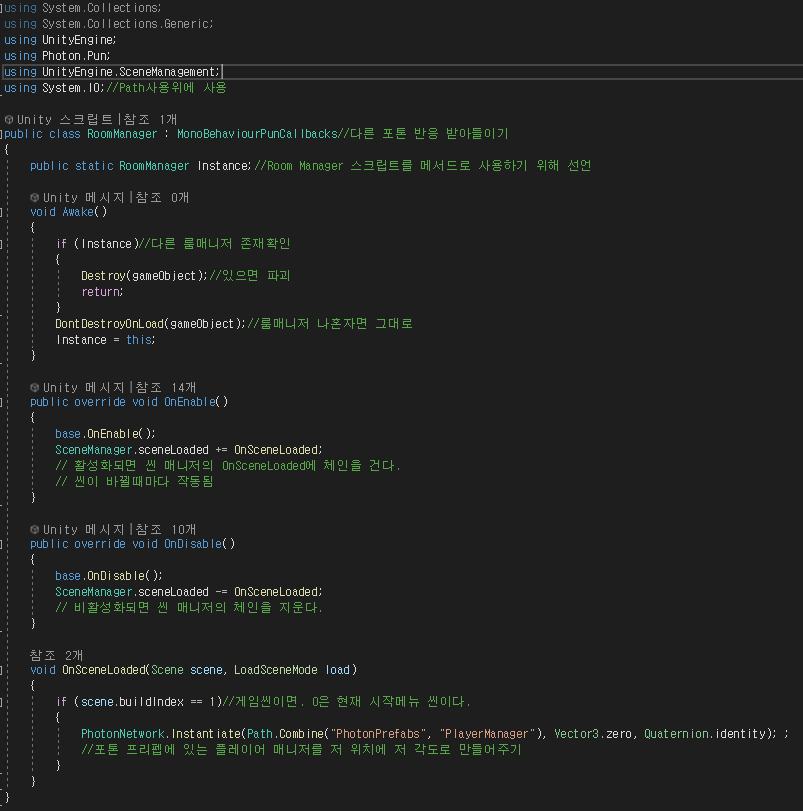 using System.Collections;
using System.Collections.Generic;
using UnityEngine;
using Photon.Pun;
using UnityEngine.SceneManagement;
using System.IO;//Path사용위에 사용
Unity 스크립트|참조 1개
public class RoomManager : MonoBehaviourPunCallbacks//다른 포톤 반응 받아들이기
{
public static RoomManager Instance;//Room Manager 스크립트를 메서드로 사용하기 위해 선언
Unity 메시지|참조 0개
void Awake()
{
if (Instance)//다른 룸매니저 존재확인
{
Destroy(gameObject);//있으면 파괴
return;
}
DontDestroyOnLoad(gameObject);//룸매니저 나혼자면 그대로
Instance = this;
}
Unity 메시지|참조 14개
public override void OnEnable()
{
base.OnEnable();
SceneManager.sceneLoaded += OnSceneLoaded;
// 활성화되면 씬 매니저의 OnSceneLoaded에 체인을 건다.
// 씬이 바뀔때마다 작동됨
}
Unity 메시지|참조 10개
public override void OnDisable()
{
base.OnDisable();
SceneManager.sceneLoaded -= OnSceneLoaded;
// 비활성화되면 씬 매니저의 체인을 지운다.
}
참조 2개
void OnSceneLoaded(Scene scene, LoadSceneMode load)
{
if (scene.buildIndex == 1)//게임씬이면. 0은 현재 시작메뉴 씬이다.
{
PhotonNetwork.Instantiate(Path.Combine("PhotonPrefabs", "PlayerManager"), Vector3.zero, Quaternion.identity); ;
//포톤 프리펩에 있는 플레이어 매니저를 저 위치에 저 각도로 만들어주기
}
}
}